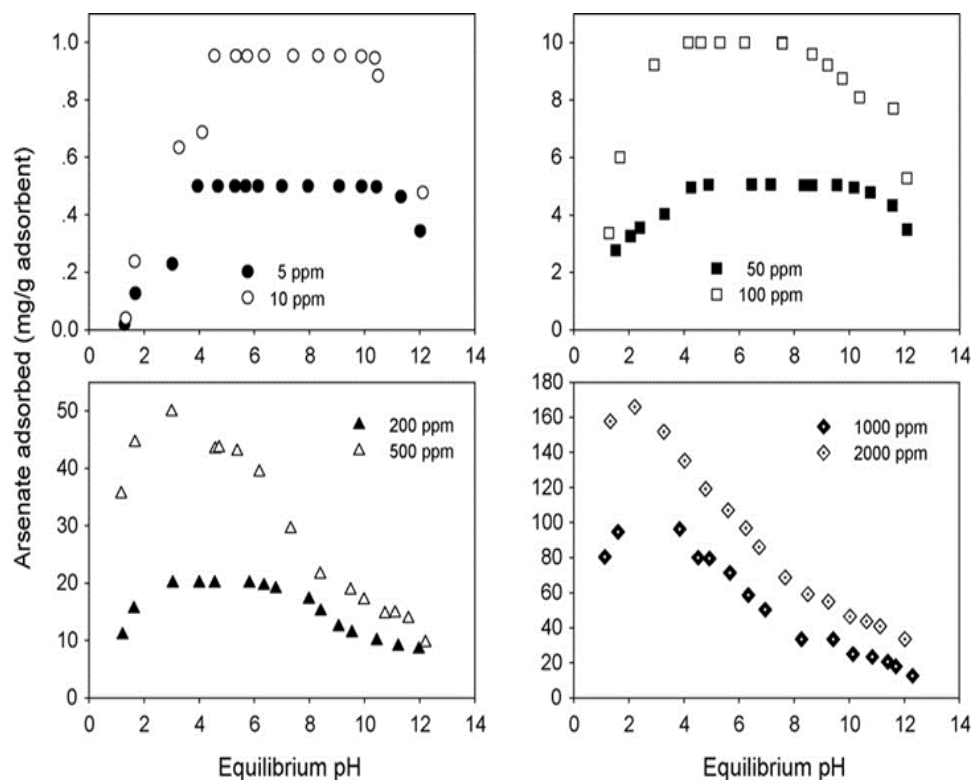 Arsenate adsorbed (mg/g adsorbent)
1.0
.8
.6
.4
.2
0.0
0 2 4 6 8 10 12 14
5 ppm
10 ppm
10
8
6
4
2
0
0 2 4 6 8 10 12 14
50 ppm
100 ppm
50
40
30
20
10
0
0 2 4 6 8 10 12 14
200 ppm
500 ppm
Equilibrium pH
180
160
140
120
100
80
60
40
20
0
0 2 4 6 8 10 12 14
1000 ppm
2000 ppm
Equilibrium pH